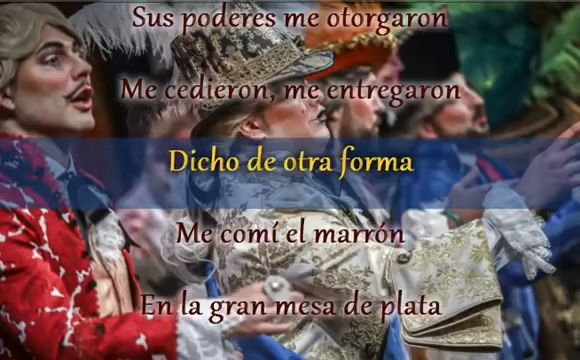 Sus poderes me otorgaron
Me cedieron, me entregaron
Dicho de otra forma
Me comí el marrón
En la gran mesa de plata